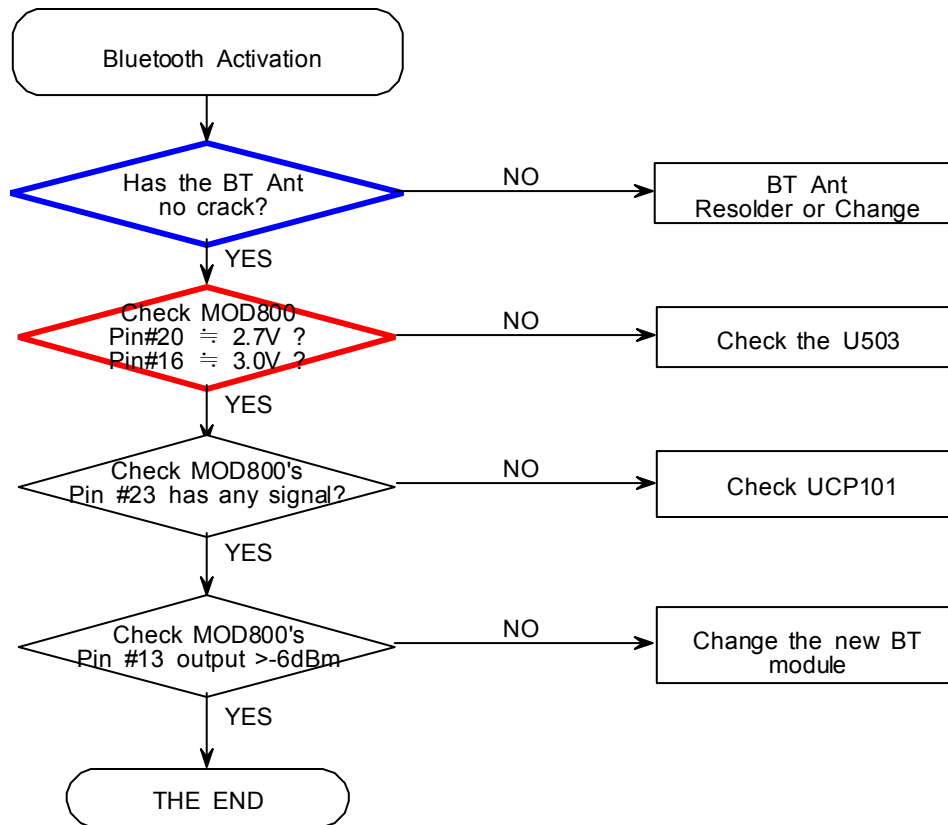 Bluetooth Activation
Has the BT Ant
no crack?
NO
BT Ant
Resolder or Change
YES
Check MOD800
Pin#20 ≒ 2.7V ?
Pin#16 ≒ 3.0V ?
NO
Check the U503
YES
Check MOD800's
Pin #23 has any signal?
NO
Check UCP101
YES
Check MOD800's
Pin #13 output >-6dBm
NO
Change the new BT
module
YES
THE END